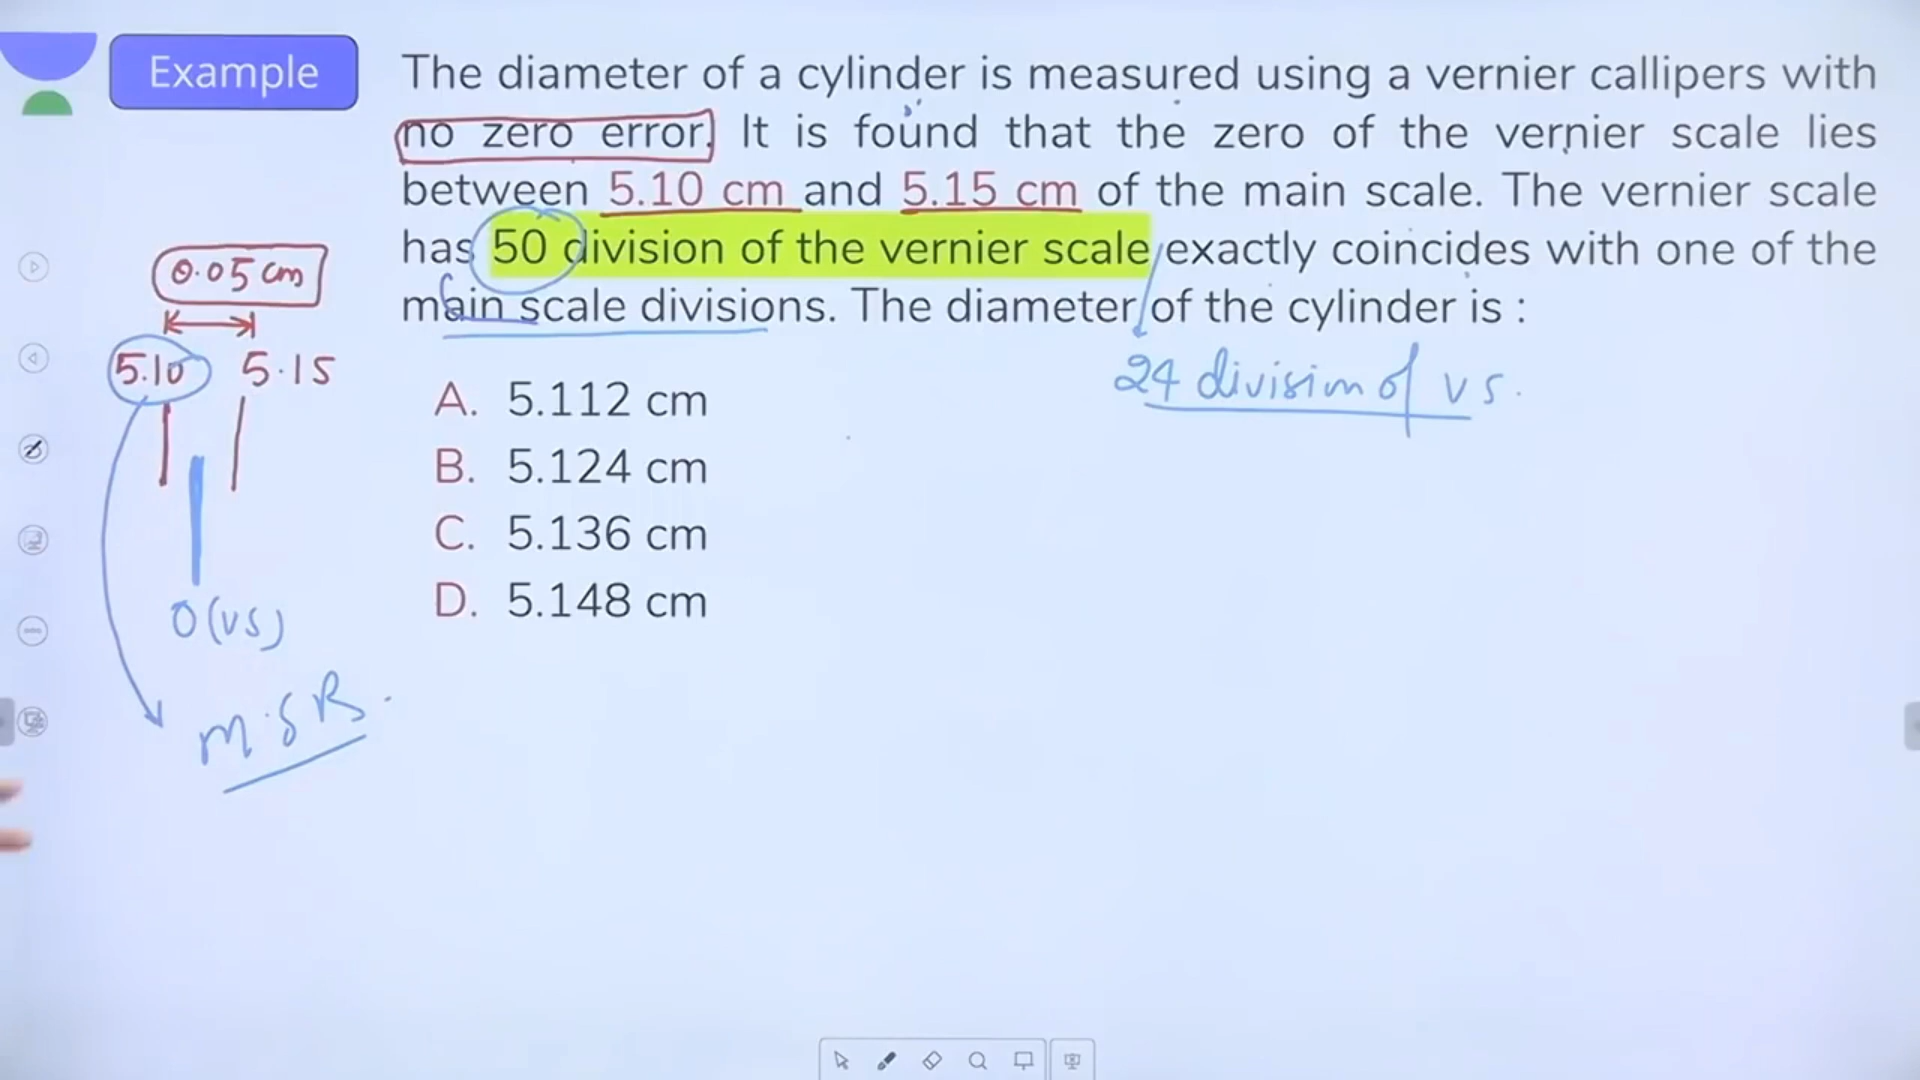 Example
The diameter of a cylinder is measured using a vernier callipers with
no zero error. It is found that the zero of the vernier scale lies
between 5.10 cm and 5.15 cm of the main scale. The vernier scale
has 50 division of the vernier scale exactly coincides with one of the
main scale divisions. The diameter of the cylinder is :
24 division of vs.
A. 5.112 cm
B. 5.124 cm
C. 5.136 cm
D. 5.148 cm
0.05 cm
5.10 5.15
0 (vs)
M.S R.